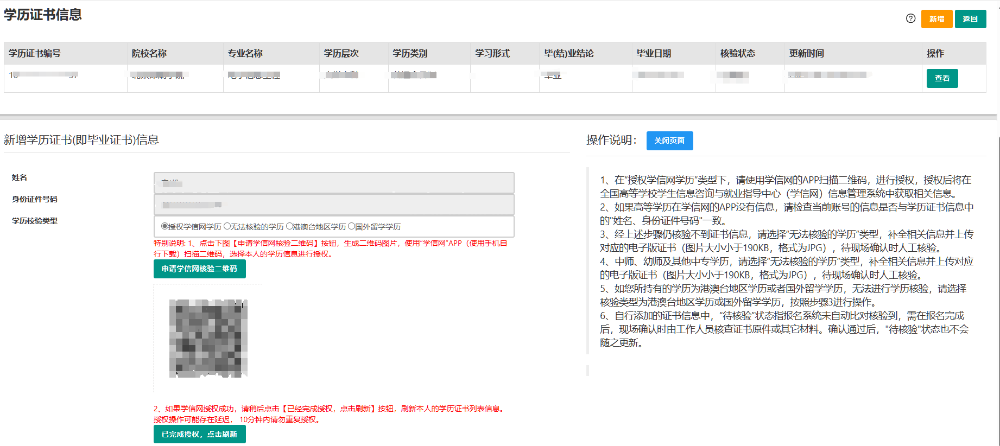 学历证书信息
新增 返回
学历证书编号 院校名称 专业名称 学历层次 学历类别 学习形式 毕(结)业结论 毕业日期 核验状态 更新时间 操作
查看
新增学历证书(即毕业证书)信息
姓名
身份证件号码
学历校验类型
授权学信网学历 无法核验的学历 港澳台地区学历 国外留学学历
特别说明: 1、点击下图【申请学信网核验二维码】按钮，生成二维码图片，使用“学信网”APP（使用手机自
行下载）扫描二维码，选择本人的学历信息进行授权。
申请学信网核验二维码
2、如果学信网授权成功，请稍后点击【已经完成授权，点击刷新】按钮，刷新本人的学历证书列表信息。
授权操作可能存在延迟， 10分钟内请勿重复授权。
已完成授权，点击刷新
操作说明： 关闭页面
1、在“授权学信网学历”类型下，请使用学信网的APP扫描二维码，进行授权，授权后将在
全国高等学校学生信息咨询与就业指导中心（学信网）信息管理系统中获取相关信息。
2、如果高等学历在学信网的APP没有信息，请检查当前账号的信息是否与学历证书信息中
的"姓名、身份证件号码"一致。
3、经上述步骤仍核验不到证书信息，请选择“无法核验的学历”类型，补全相关信息并上传
对应的电子版证书（图片大小小于190KB，格式为JPG），待现场确认时人工核验。
4、中师、幼师及其他中专学历，请选择“无法核验的学历”类型，补全相关信息并上传对应
的电子版证书（图片大小小于190KB，格式为JPG），待现场确认时人工核验。
5、如您所持有的学历为港澳台地区学历或者国外留学学历，无法进行学历核验，请选择
核验类型为港澳台地区学历或国外留学学历，按照步骤3进行操作。
6、自行添加的证书信息中，“待核验”状态指报名系统未自动比对核验到，需在报名完成
后，现场确认时由工作人员核查证书原件或其它材料。确认通过后，"待核验"状态也不会
随之更新。